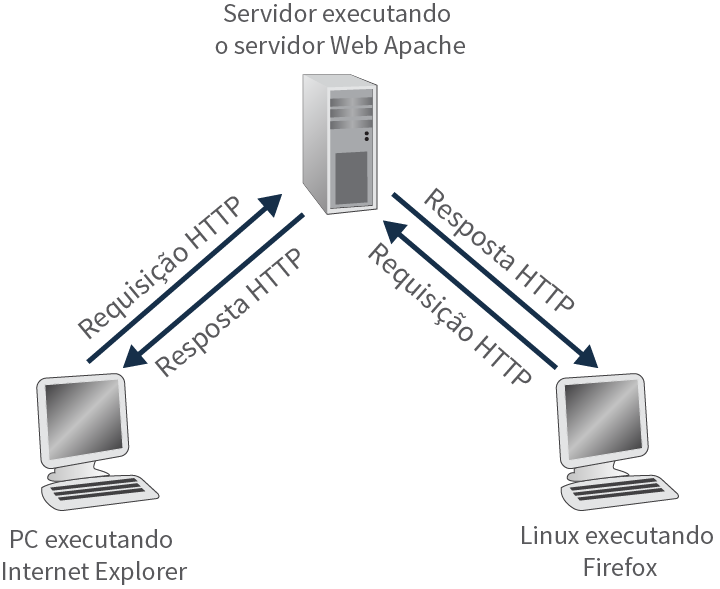 Servidor executando
o servidor Web Apache
Requisição HTTP
Resposta HTTP
Resposta HTTP
Requisição HTTP
PC executando
Internet Explorer
Linux executando
Firefox